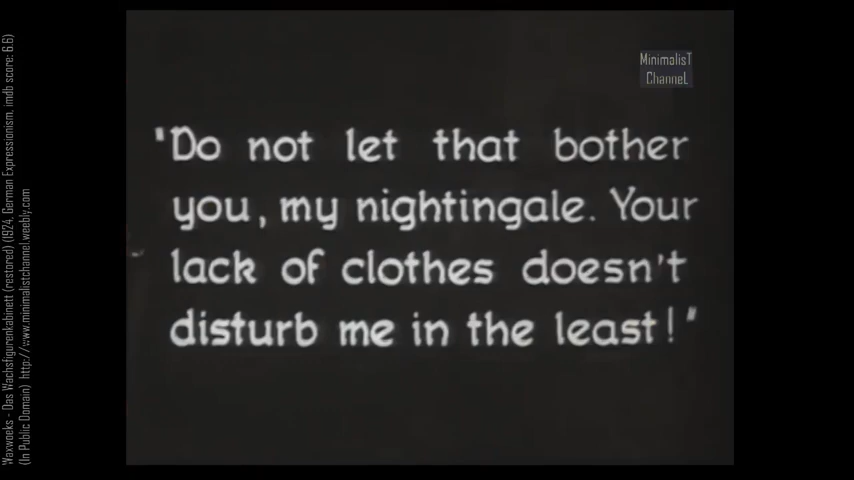 Waxwoeks - Das Wachsfigurenkabinett (restored) (1924, German Expressionism, imdb score: 6.6)
(In Public Domain) http://www.minimalistchannel.weebly.com
MinimalisT
ChanneL
"Do not let that bother
you, my nightingale. Your
lack of clothes doesn't
disturb me in the least!"